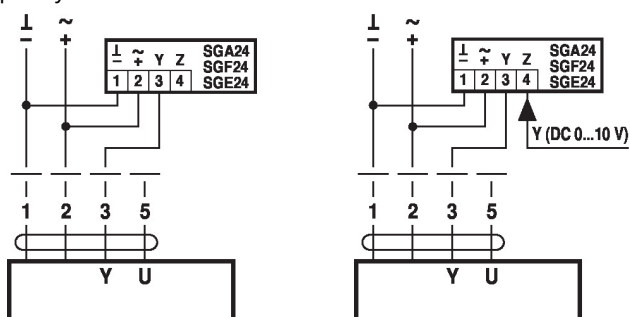 ⊥ ~
− +
⊥ ~ Y Z SGA24
− + SGF24
1 2 3 4 SGE24
1 2 3 5
Y U
⊥ ~
− +
⊥ ~ Y Z SGA24
− + SGF24
1 2 3 4 SGE24
Y (DC 0...10 V)
1 2 3 5
Y U